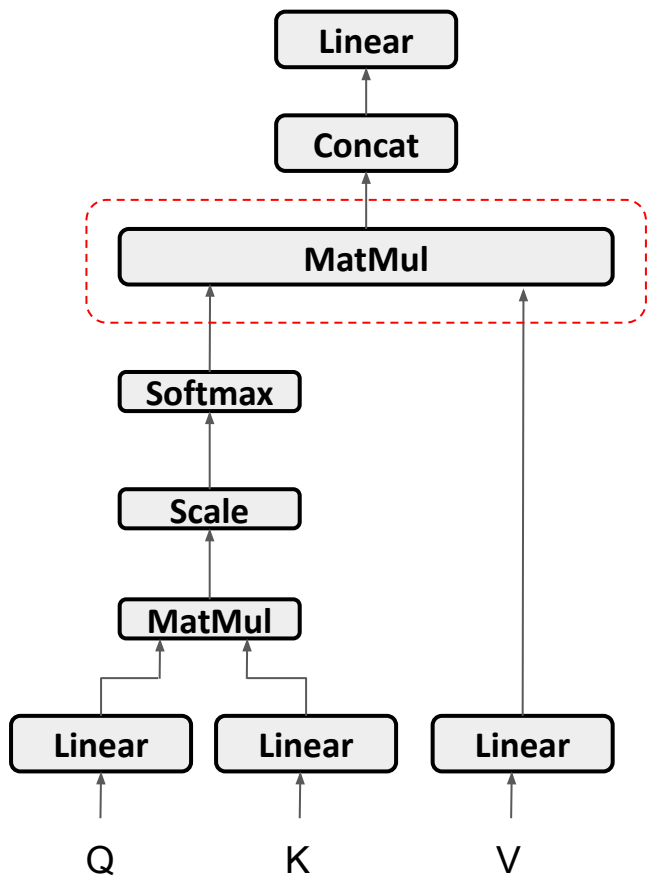 Linear
Concat
MatMul
Softmax
Scale
MatMul
Linear Linear Linear
Q K V